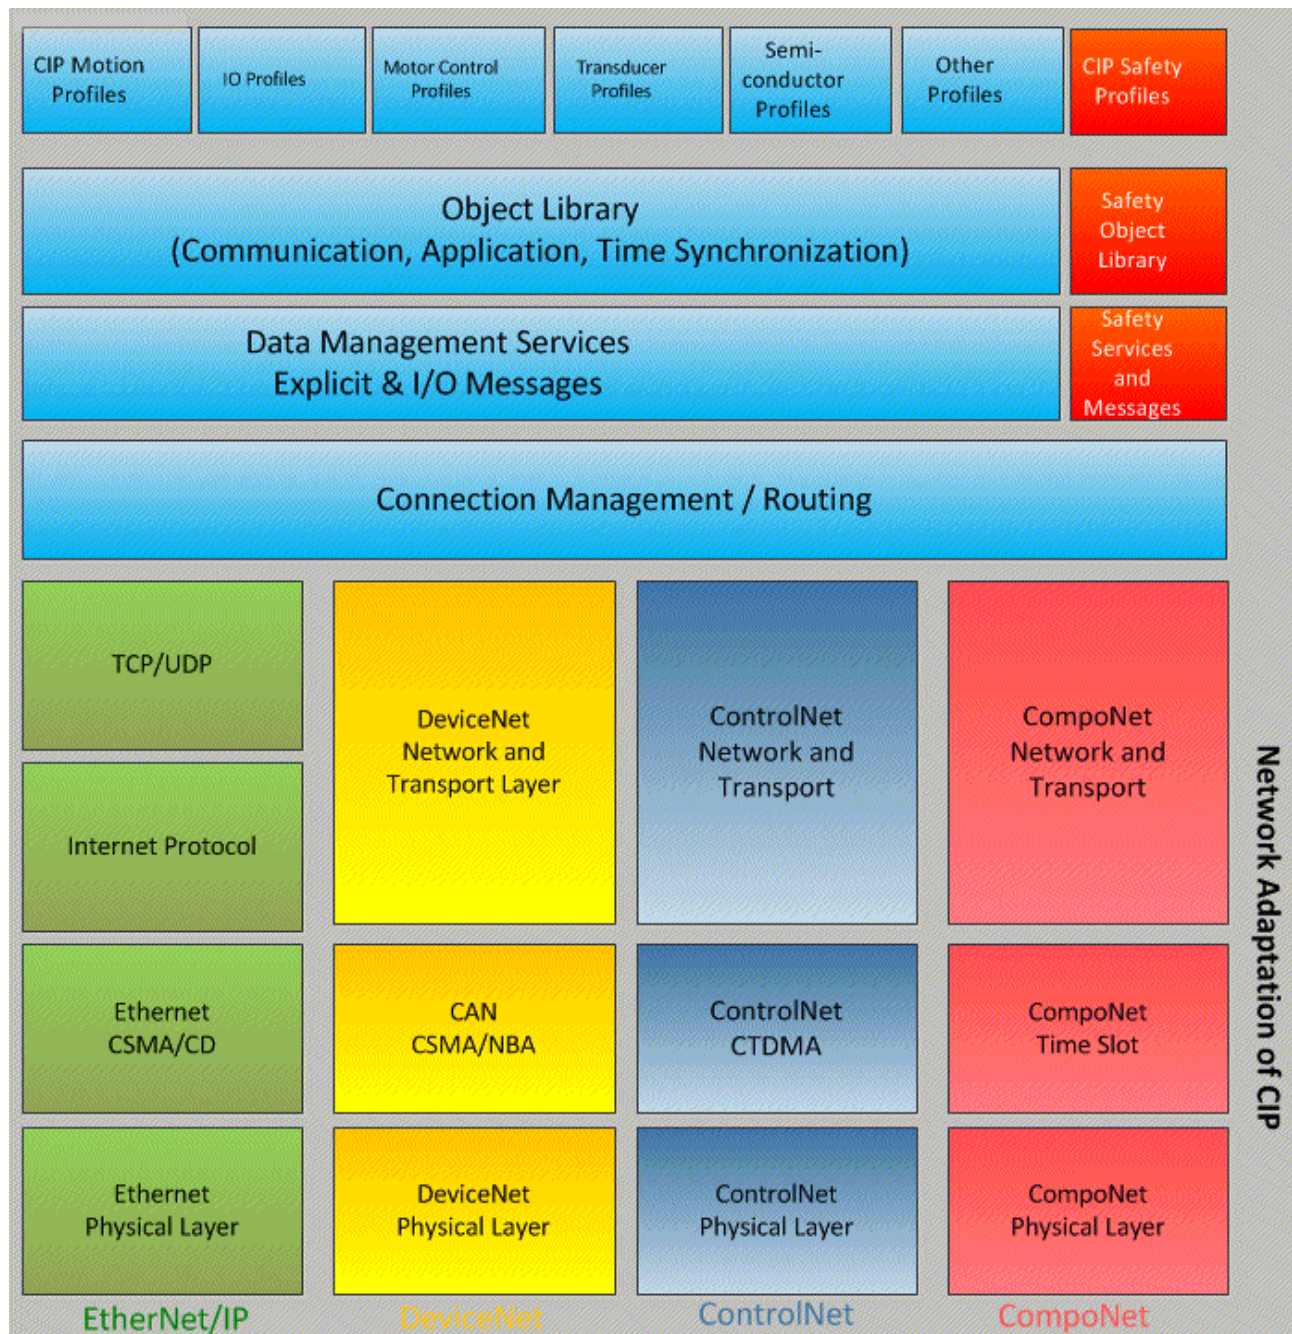 CIP Motion
Profiles
IO Profiles
Motor Control
Profiles
Transducer
Profiles
Semi-
conductor
Profiles
Other
Profiles
CIP Safety
Profiles
Object Library
(Communication, Application, Time Synchronization)
Safety
Object
Library
Data Management Services
Explicit & I/O Messages
Safety
Services
and
Messages
Connection Management / Routing
TCP/UDP
Internet Protocol
DeviceNet
Network and
Transport Layer
ControlNet
Network and
Transport
CompoNet
Network and
Transport
Ethernet
CSMA/CD
CAN
CSMA/NBA
ControlNet
CTDMA
CompoNet
Time Slot
Ethernet
Physical Layer
DeviceNet
Physical Layer
ControlNet
Physical Layer
CompoNet
Physical Layer
EtherNet/IP
DeviceNet
ControlNet
CompoNet
Network Adaptation of CIP